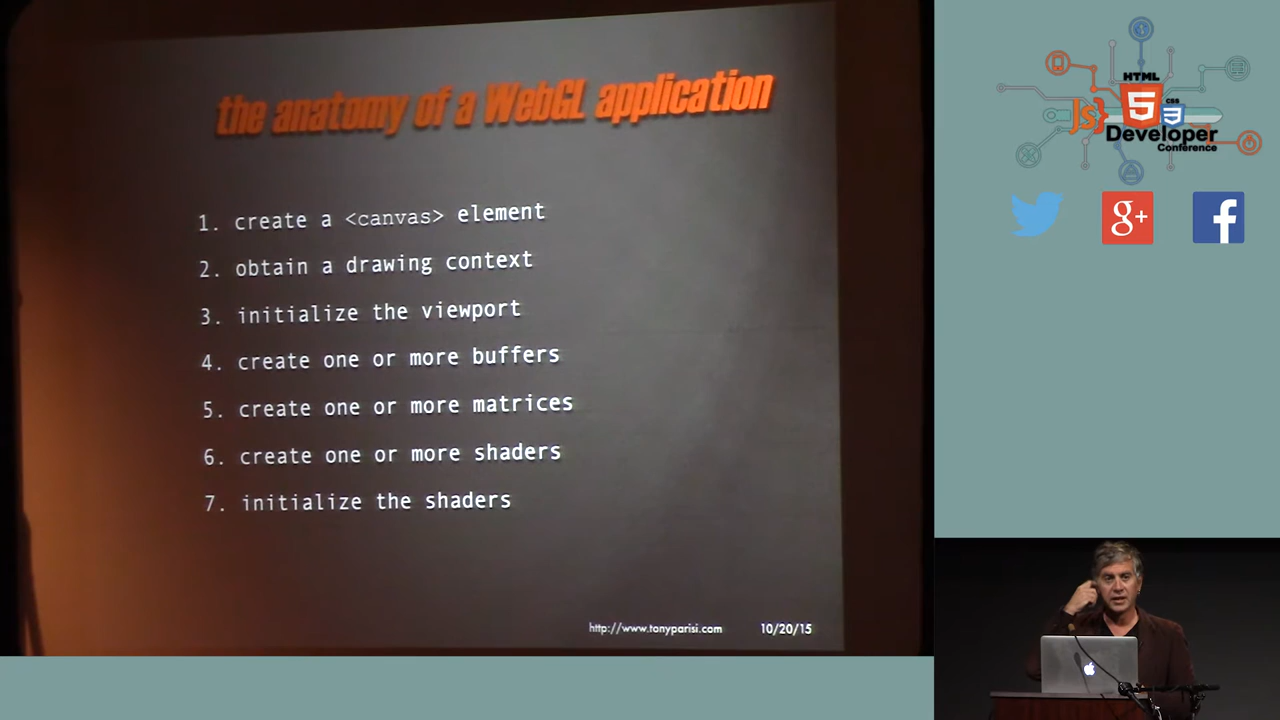 the anatomy of a WebGL application
1. create a <canvas> element
2. obtain a drawing context
3. initialize the viewport
4. create one or more buffers
5. create one or more matrices
6. create one or more shaders
7. initialize the shaders
http://www.tonyparisi.com 10/20/15
HTML
5
JS}
CSS
3
Developer
Conference
g+
f